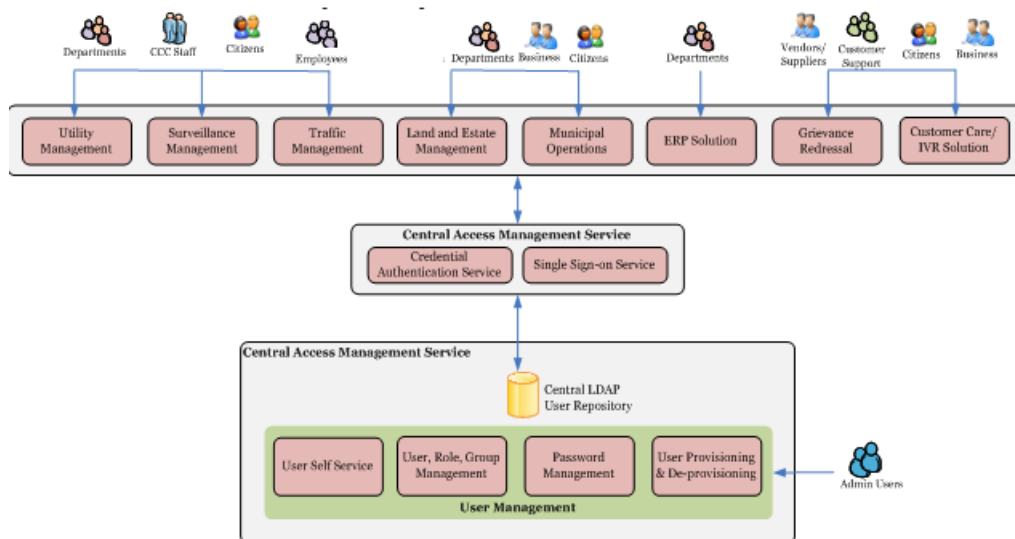 Departments
CCC Staff
Citizens
Employees
Departments
Business
Citizens
Departments
Vendors/
Suppliers
Customer
Support
Citizens
Business
Utility
Management
Surveillance
Management
Traffic
Management
Land and Estate
Management
Municipal
Operations
ERP Solution
Grievance
Redressal
Customer Care/
IVR Solution
Central Access Management Service
Credential
Authentication Service
Single Sign-on Service
Central Access Management Service
Central LDAP
User Repository
User Self Service
User, Role, Group
Management
Password
Management
User Provisioning
& De-provisioning
User Management
Admin Users